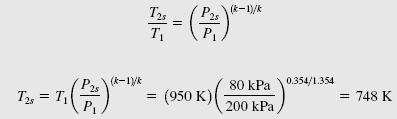 T₂ₛ/T₁ = (P₂ₛ/P₁)^(k−1)/k
T₂ₛ = T₁(P₂ₛ/P₁)^(k−1)/k = (950 K)(80 kPa/200 kPa)^0.354/1.354 = 748 K